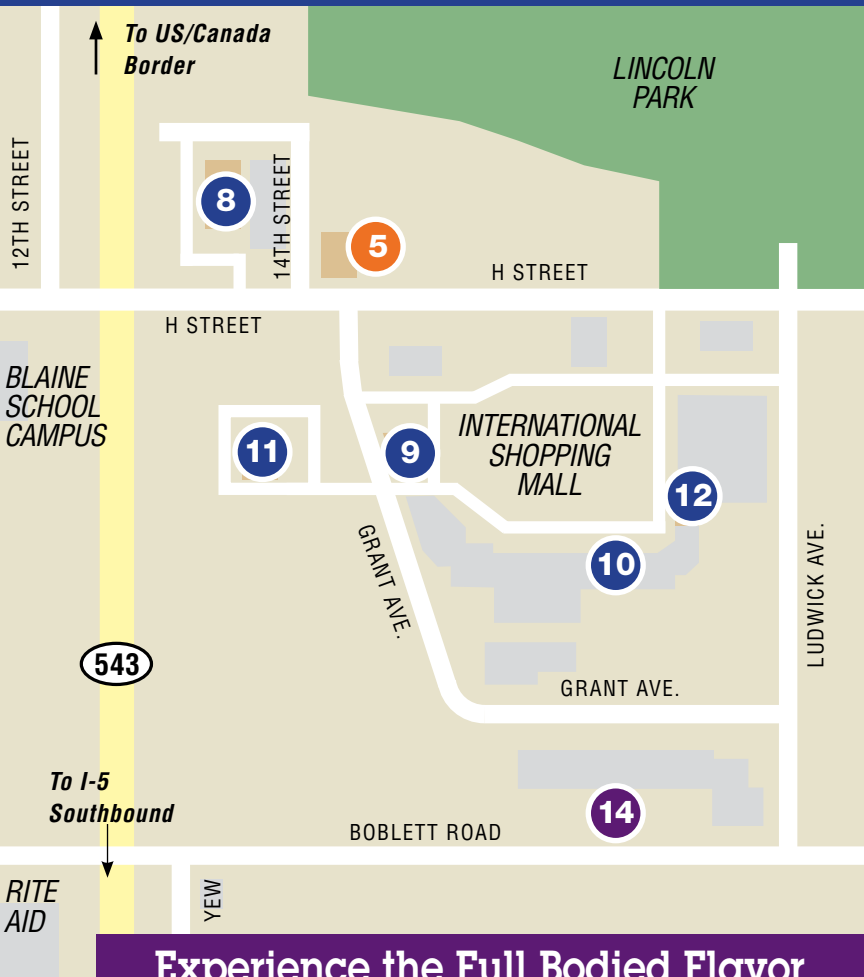 To US/Canada
Border
LINCOLN
PARK
12TH STREET
8
14TH STREET
5
H STREET
H STREET
BLAINE
SCHOOL
CAMPUS
11
9
INTERNATIONAL
SHOPPING
MALL
12
10
GRANT AVE.
LUDWICK AVE.
543
GRANT AVE.
To I-5
Southbound
14
BOBLETT ROAD
RITE
AID
YEW
Experience the Full Bodied Flavor